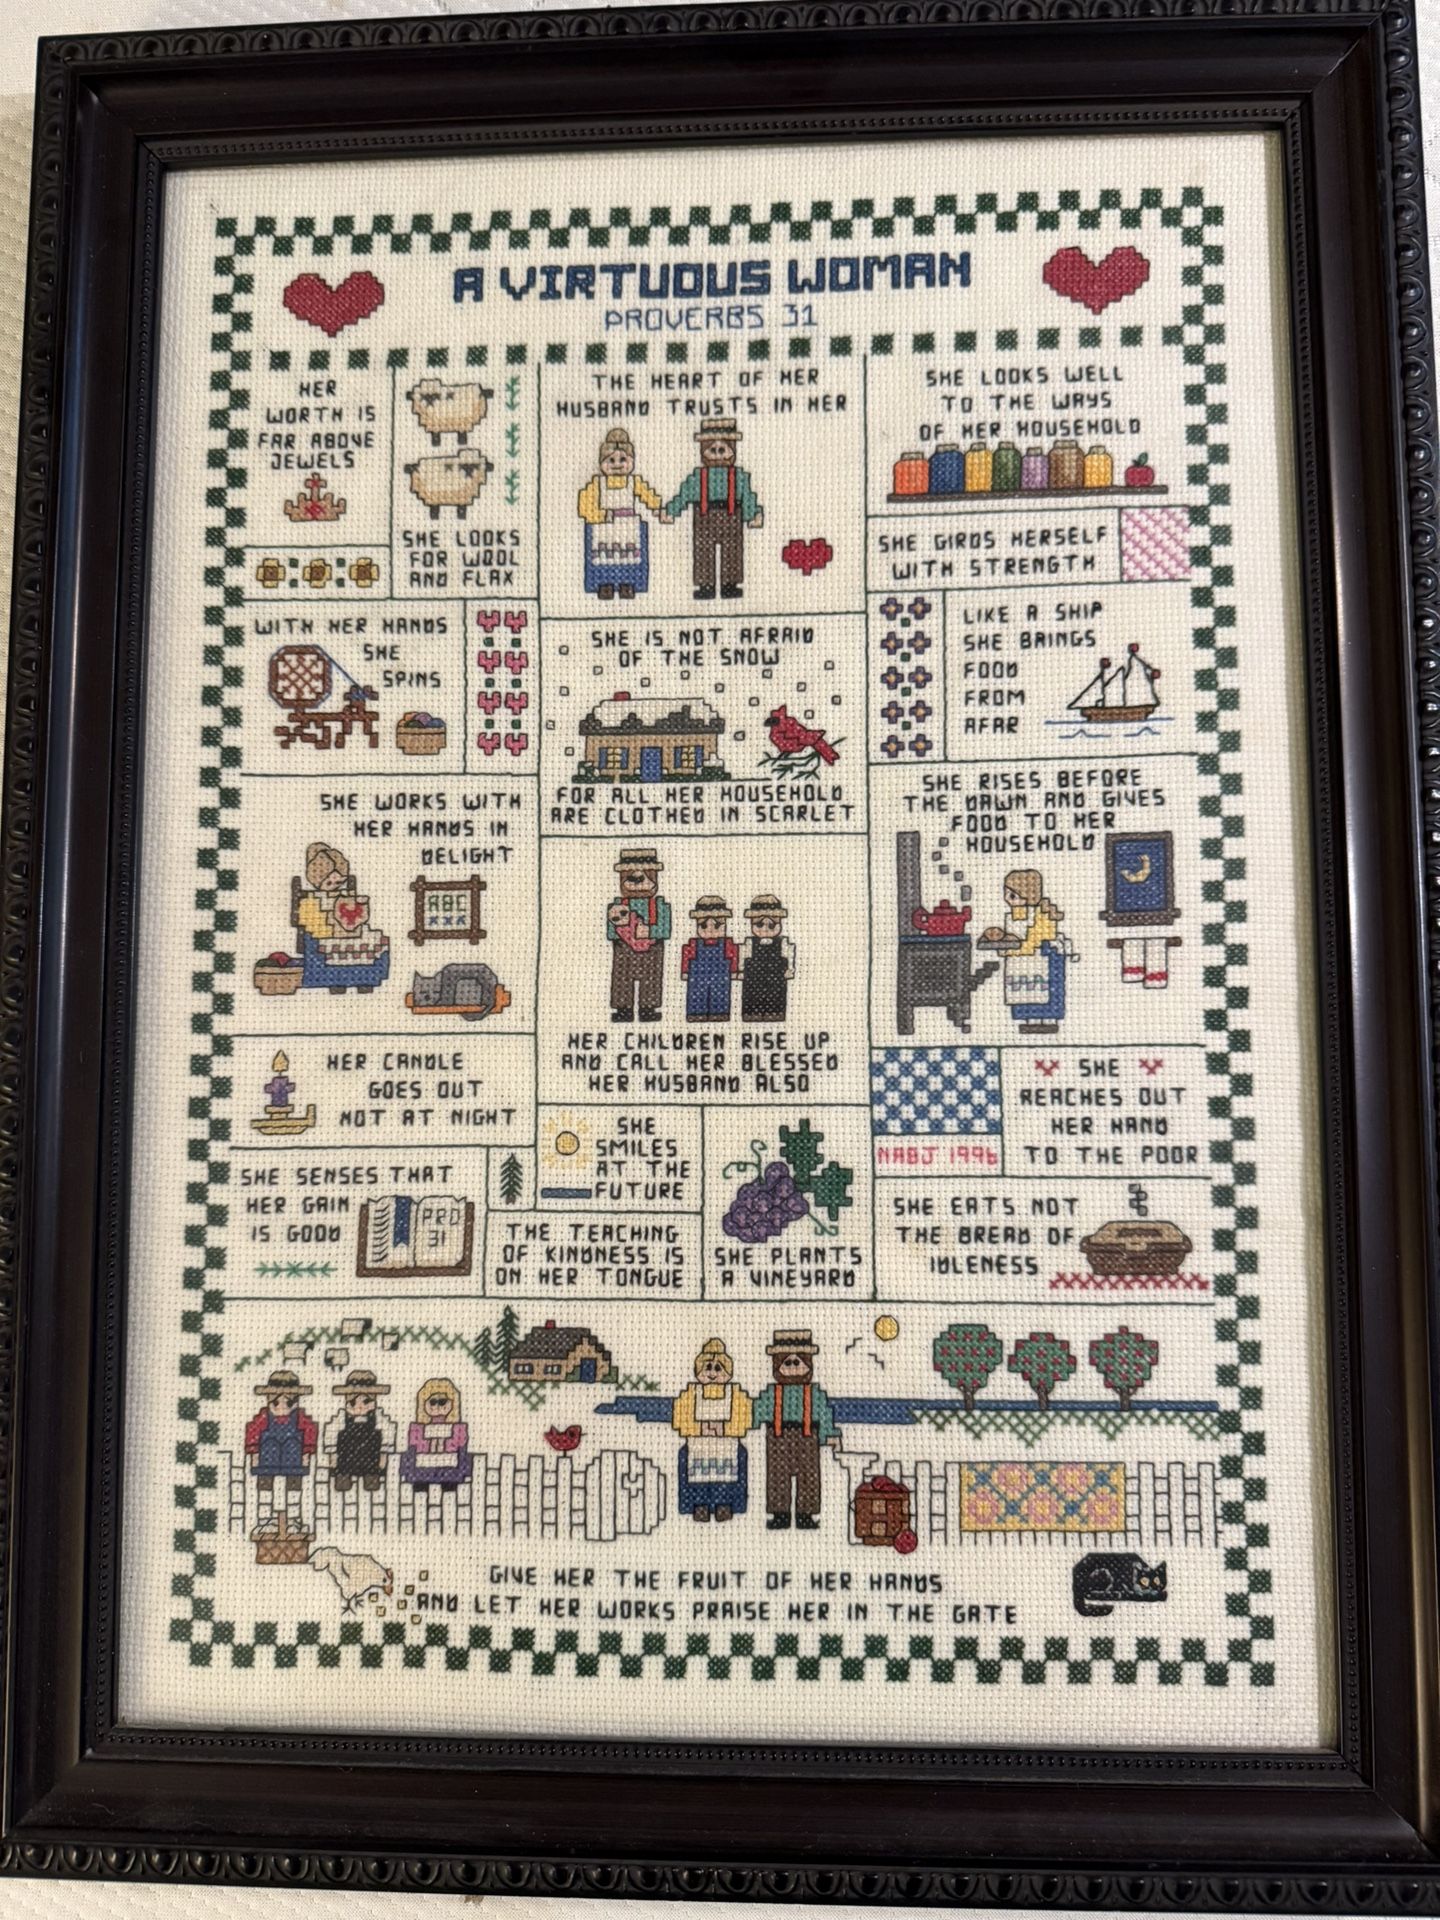 A VIRTUOUS WOMAN
PROVERBS 31
HER
WORTH IS
FAR ABOVE
JEWELS
SHE LOOKS
FOR WOOL
AND FLAX
THE HEART OF HER
HUSBAND TRUSTS IN HER
SHE LOOKS WELL
TO THE WAYS
OF HER HOUSEHOLD
SHE GIRDS HERSELF
WITH STRENGTH
WITH HER HANDS
SHE
SPINS
SHE IS NOT AFRAID
OF THE SNOW
FOR ALL HER HOUSEHOLD
ARE CLOTHED IN SCARLET
LIKE A SHIP
SHE BRINGS
FOOD
FROM
AFAR
SHE WORKS WITH
HER HANDS IN
DELIGHT
ABC
XXX
HER CHILDREN RISE UP
AND CALL HER BLESSED
HER HUSBAND ALSO
SHE RISES BEFORE
THE DAWN AND GIVES
FOOD TO HER
HOUSEHOLD
HER CANDLE
GOES OUT
NOT AT NIGHT
SHE
SMILES
AT THE
FUTURE
NABJ 1996
SHE
REACHES OUT
HER HAND
TO THE POOR
SHE SENSES THAT
HER GAIN
IS GOOD
PRO
31
THE TEACHING
OF KINDNESS IS
ON HER TONGUE
SHE PLANTS
A VINEYARD
SHE EATS NOT
THE BREAD OF
IDLENESS
GIVE HER THE FRUIT OF HER HANDS
AND LET HER WORKS PRAISE HER IN THE GATE